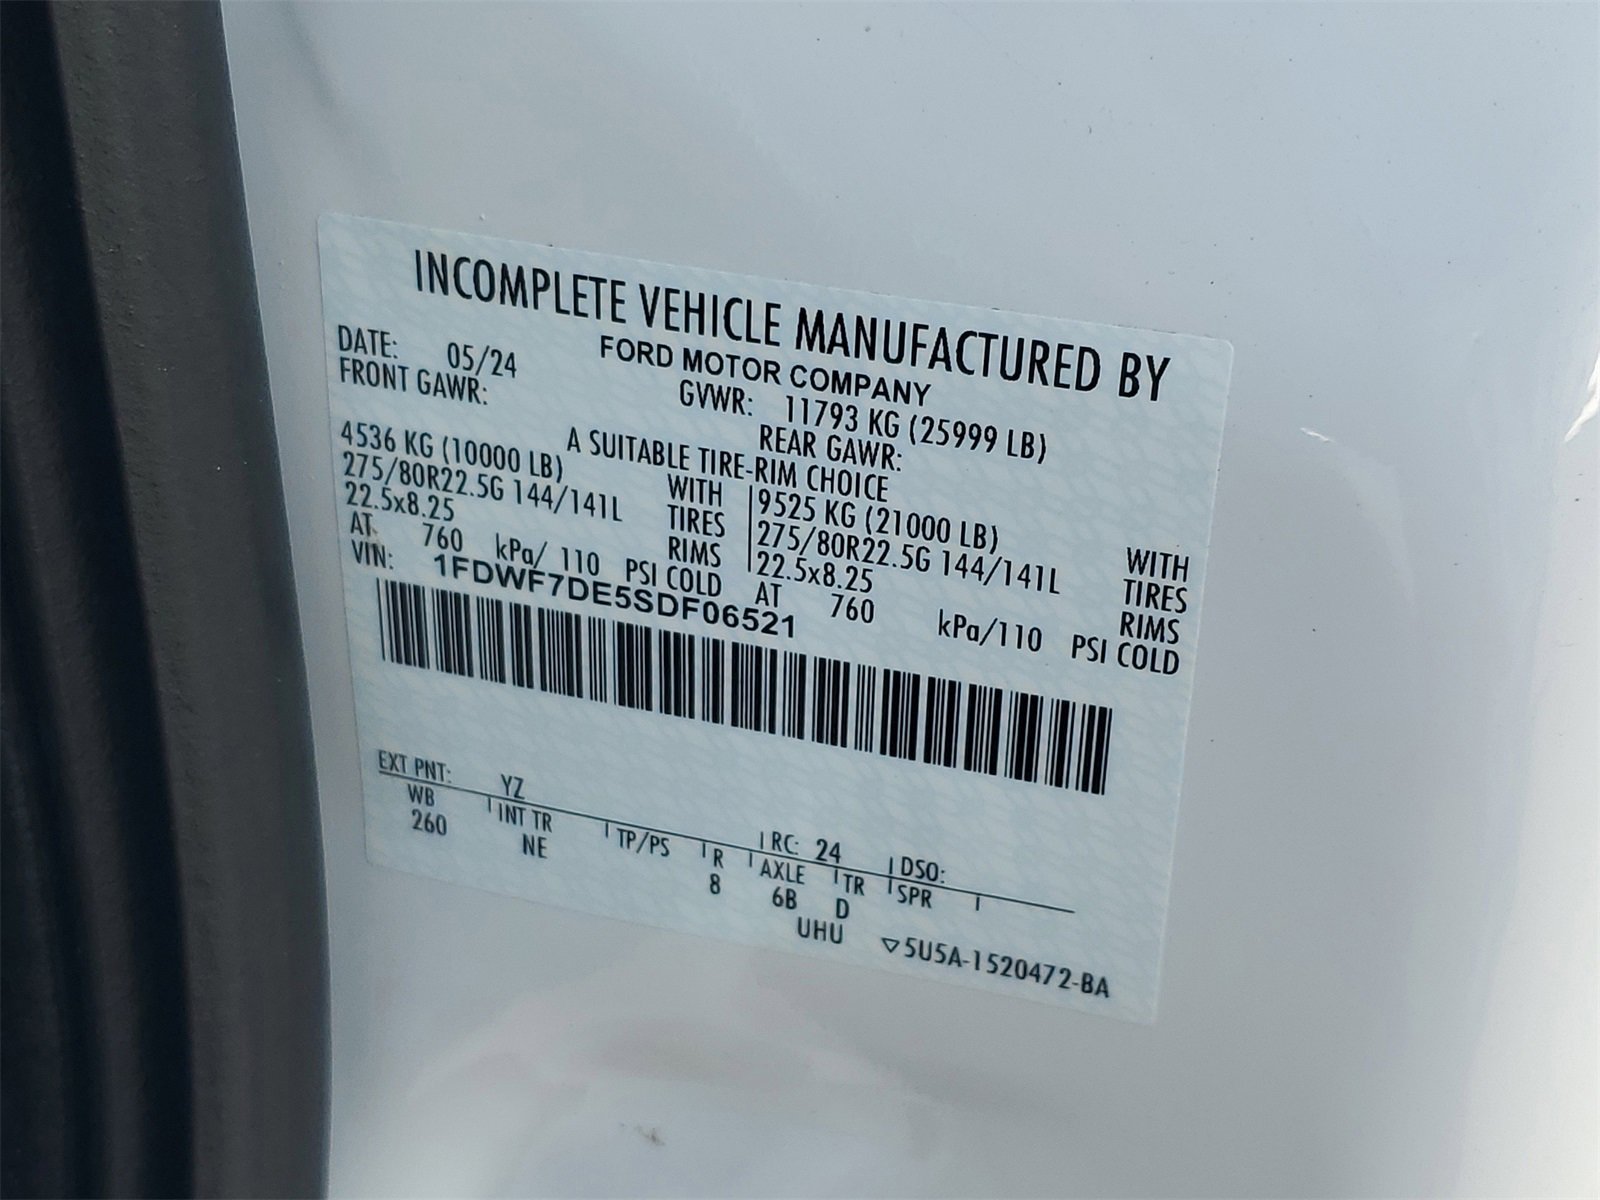 INCOMPLETE VEHICLE MANUFACTURED BY
FORD MOTOR COMPANY
DATE: 05/24 GVWR: 11793 KG (25999 LB)
FRONT GAWR: REAR GAWR:
A SUITABLE TIRE-RIM CHOICE
4536 KG (10000 LB) WITH 9525 KG (21000 LB) WITH
275/80R22.5G 144/141L TIRES 275/80R22.5G 144/141L TIRES
22.5x8.25 RIMS 22.5x8.25 RIMS
AT 760 kPa/ 110 PSI COLD AT 760 kPa/110 PSI COLD
VIN: 1FDWF7DE5SDF06521
EXT PNT: YZ RC: 24 DSO:
WB INT TR TP/PS R AXLE TR SPR
260 NE 8 6B D
UHU ▽5U5A-1520472-BA